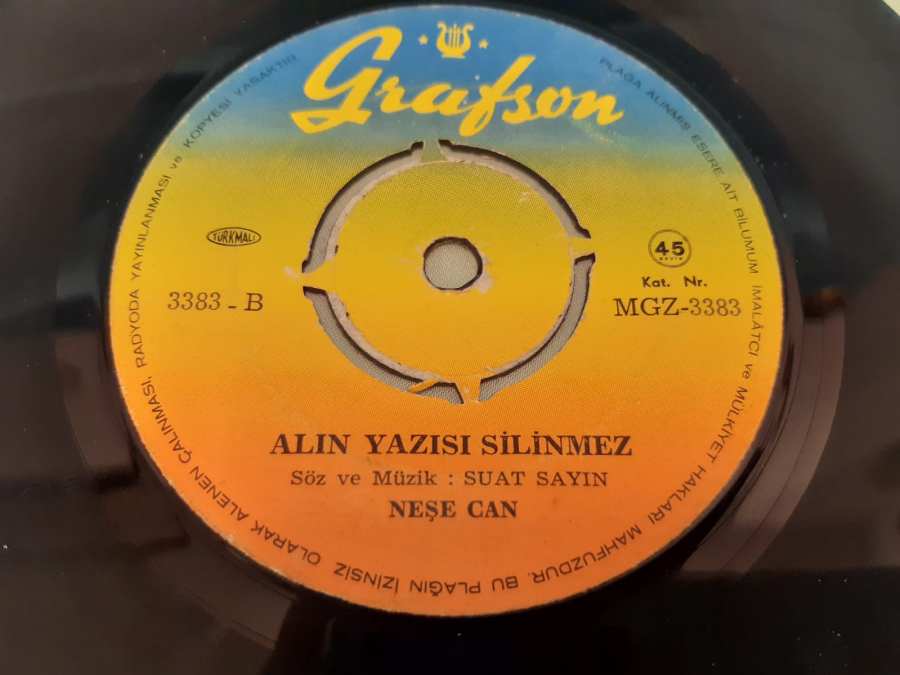 Grafson
TÜRKMALI
45
DEVİR
3383 - B
Kat. Nr.
MGZ-3383
ALIN YAZISI SİLİNMEZ
Söz ve Müzik : SUAT SAYIN
NEŞE CAN
PLAĞA ALINMIŞ ESERE AİT BİLUMUM İMALÂTCI ve MÜLKİYET HAKLARI MAHFUZDUR. BU PLAĞIN İZİNSİZ OLARAK ALENEN ÇALINMASI, RADYODA YAYINLANMASI ve KOPYESİ YASAKTIR